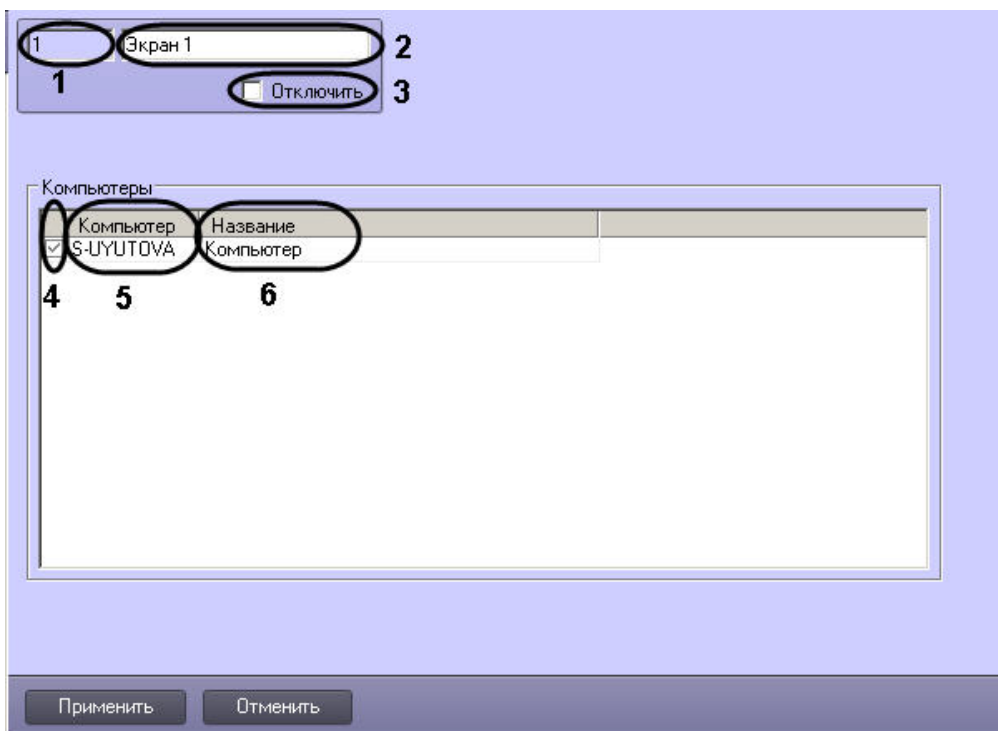 1 Экран 1 2
1 Отключить 3
Компьютеры
Компьютер Название
S-UYUTOVA Компьютер
4 5 6
Применить Отменить